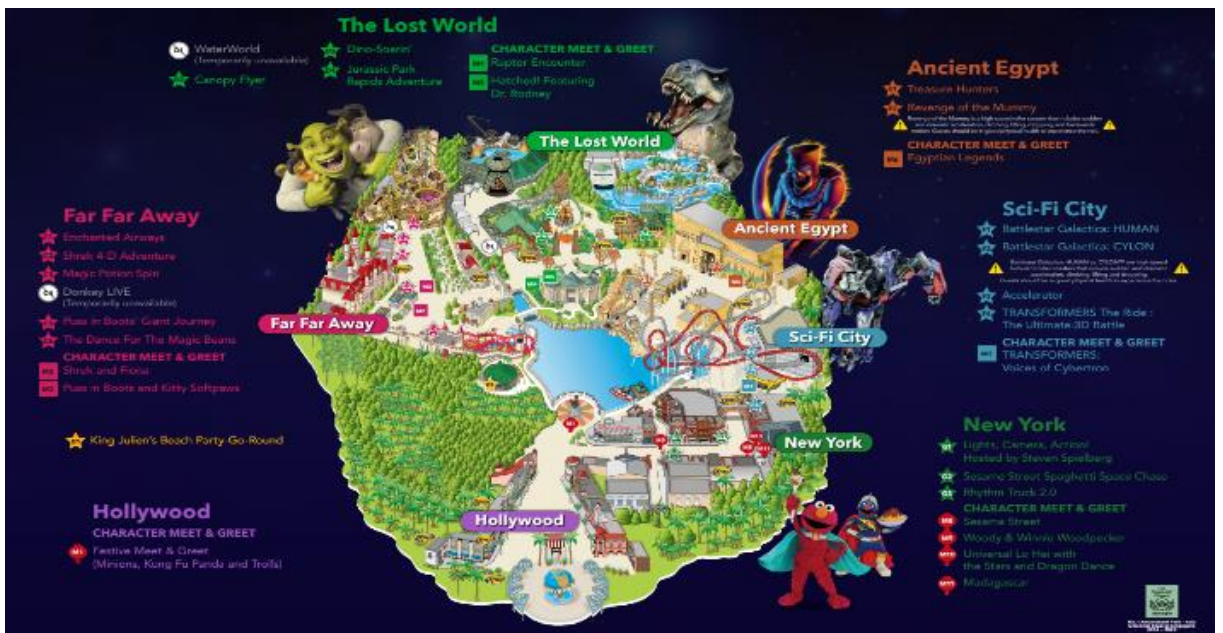 The Lost World
WaterWorld
(Temporarily unavailable)
Canopy Flyer
Dino-Soarin'
Jurassic Park
Rapids Adventure
CHARACTER MEET & GREET
Raptor Encounter
Hatched! Featuring
Dr. Rodney
Ancient Egypt
Treasure Hunters
Revenge of the Mummy
CHARACTER MEET & GREET
Egyptian Legends
Sci-Fi City
Battlestar Galactica: HUMAN
Battlestar Galactica: CYLON
Accelerator
TRANSFORMERS The Ride :
The Ultimate 3D Battle
CHARACTER MEET & GREET
TRANSFORMERS:
Voices of Cybertron
New York
Lights, Camera, Action!
Hosted by Steven Spielberg
Sesame Street Spaghetti Space Chase
Rhythm Truck 2.0
CHARACTER MEET & GREET
Sesame Street
Woody & Winnie Woodpecker
Universal Lo Hei with
the Stars and Dragon Dance
Madagascar
Far Far Away
Enchanted Airways
Shrek 4-D Adventure
Magic Potion Spin
Donkey LIVE
(Temporarily unavailable)
Puss in Boots' Giant Journey
The Dance For The Magic Beans
CHARACTER MEET & GREET
Shrek and Fiona
Puss in Boots and Kitty Softpaws
King Julien's Beach Party-Go-Round
Hollywood
CHARACTER MEET & GREET
Festive Meet & Greet
(Minions, Kung Fu Panda and Trolls)
The Lost World
Ancient Egypt
Far Far Away
Sci-Fi City
New York
Hollywood